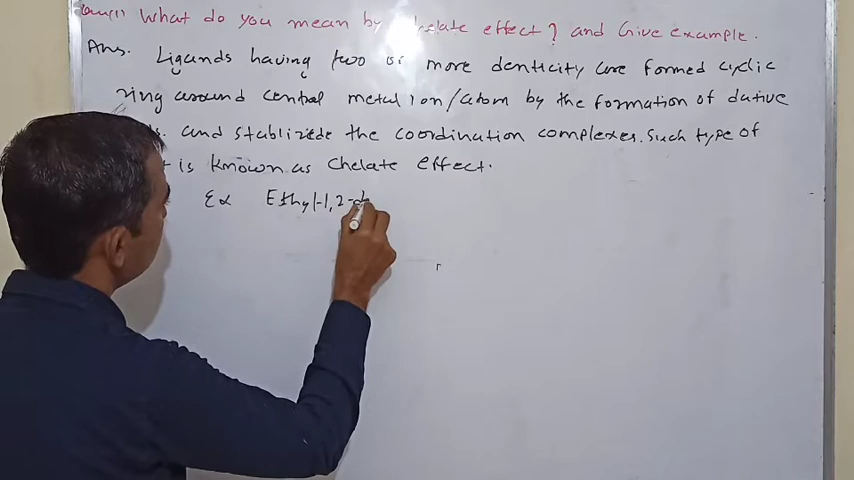 What do you mean by chelate effect? and Give example.
Ans. Ligands having two or more denticity are formed cyclic
ring around central metal ion/atom by the formation of dative
and stablizede the coordination complexes. Such type of
is known as chelate effect.
Ex Ethyl-1,2-d